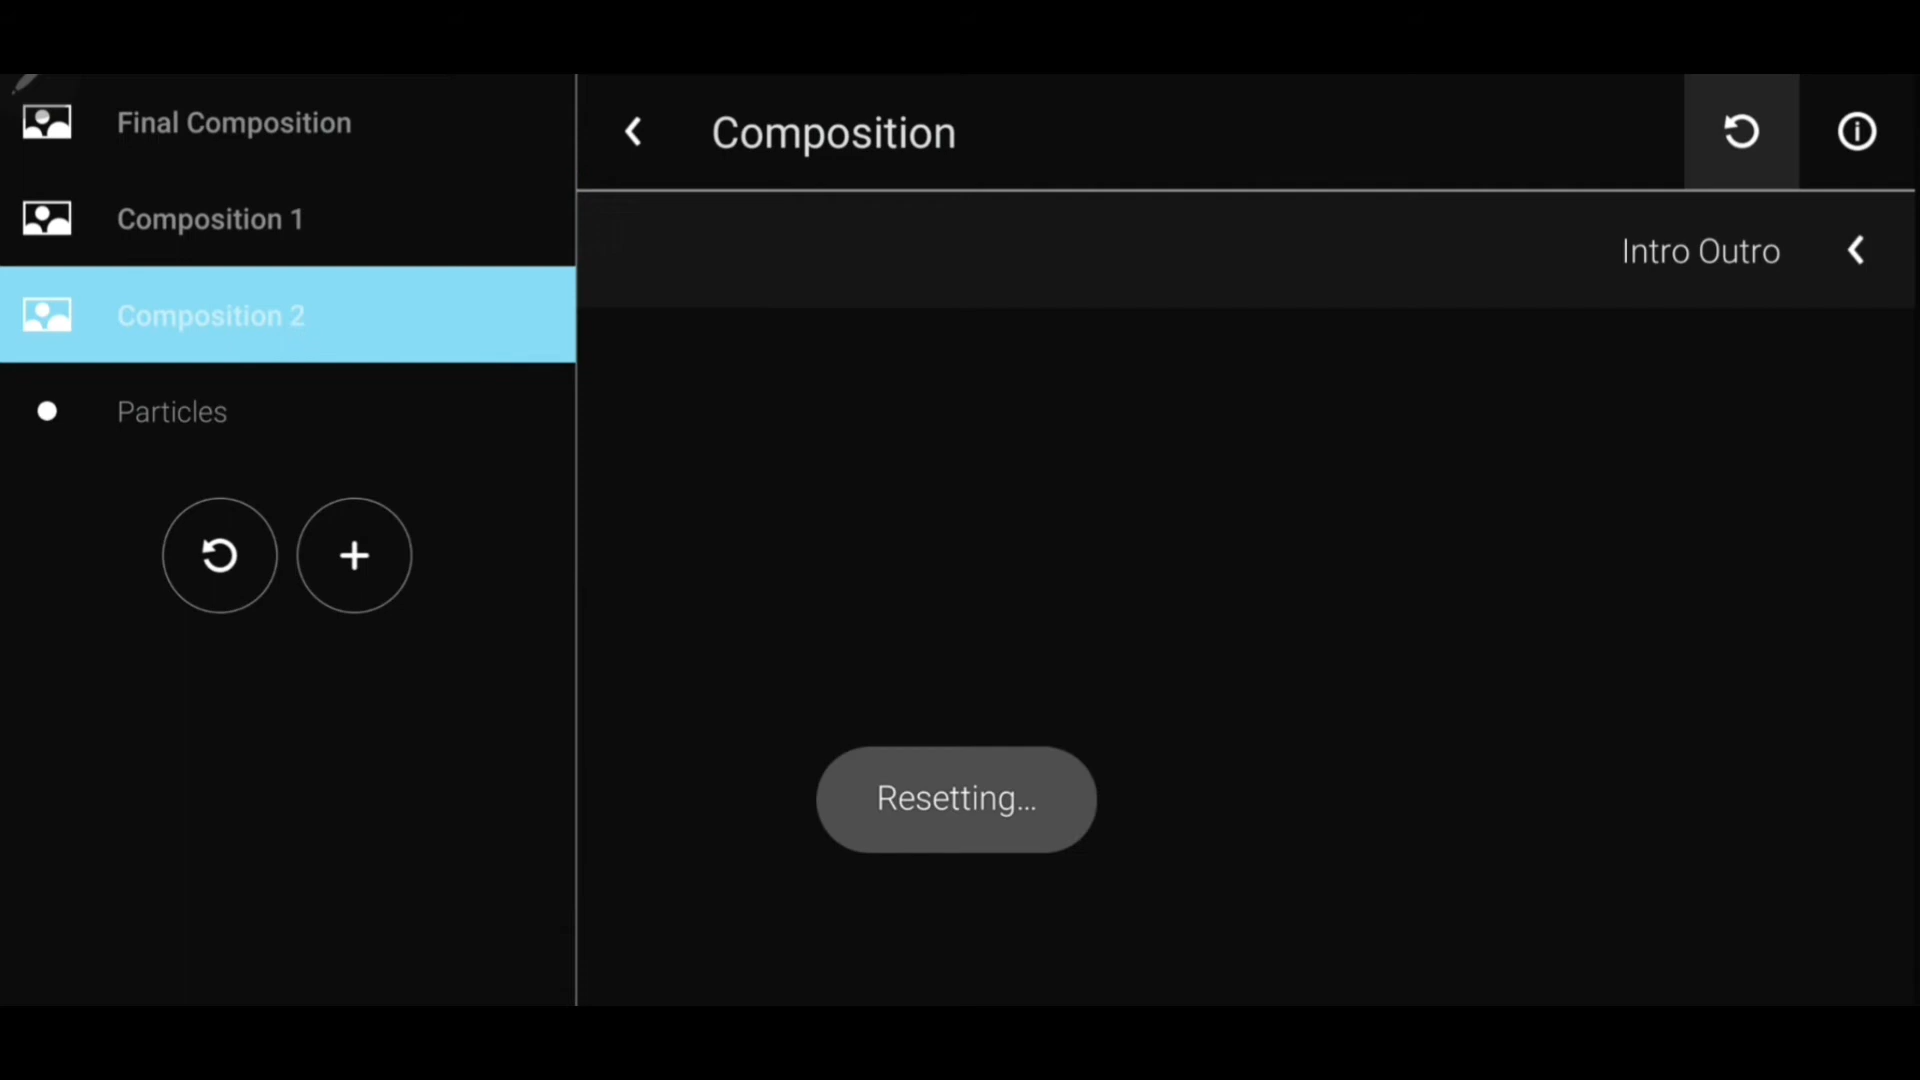 Final Composition
Composition 1
Composition 2
Particles
Composition
Intro Outro
Resetting...